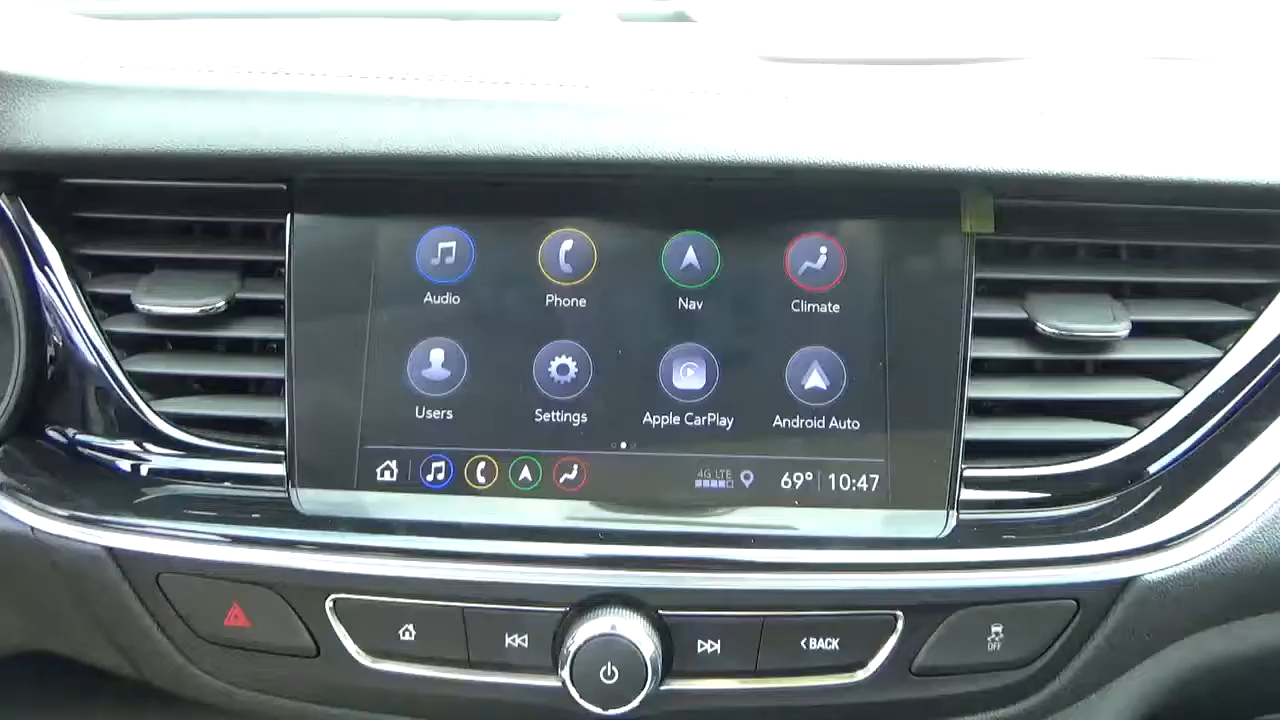 Audio Phone Nav Climate
Users Settings Apple CarPlay Android Auto
4G LTE 69° 10:47
BACK
OFF